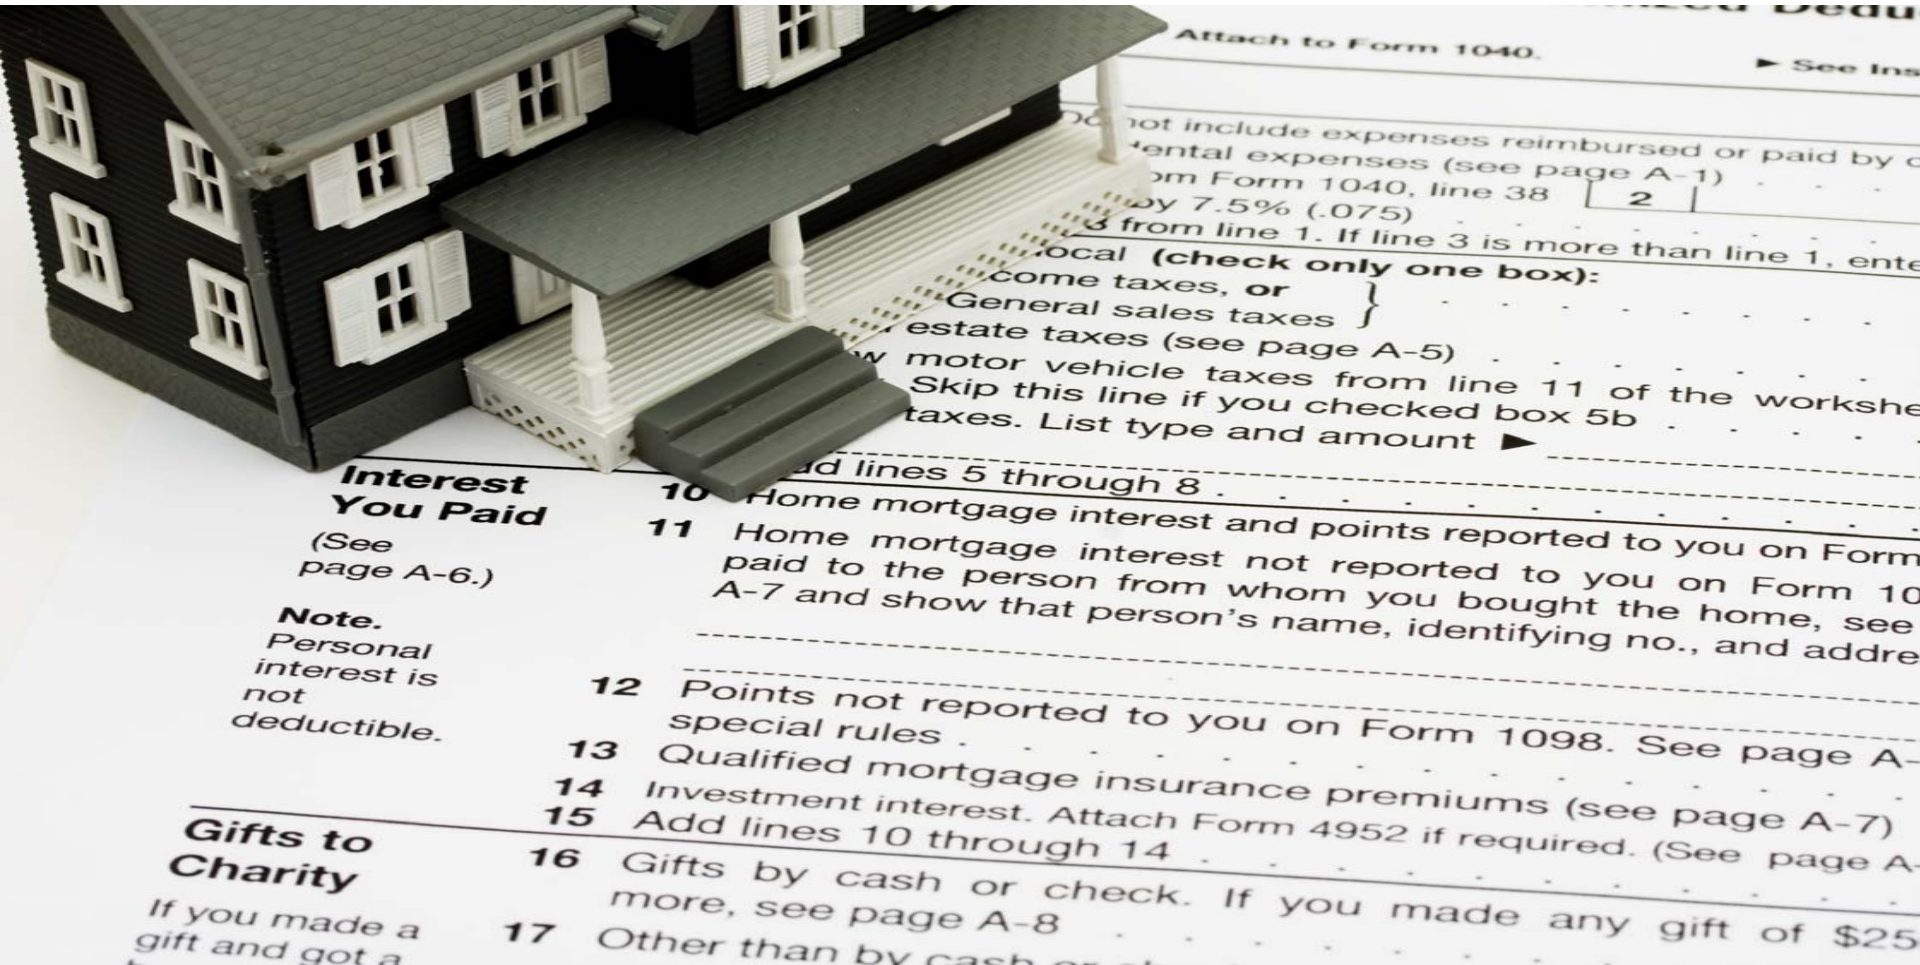 Attach to Form 1040.
► See
not include expenses reimbursed or paid by
expenses (see page A-1)
Form 1040, line 38 2
by 7.5% (.075)
from line 1. If line 3 is more than line 1,
(check only one box):
taxes, or
General sales taxes
estate taxes (see page A-5)
motor vehicle taxes from line 11 of the
Skip this line if you checked box 5b
taxes. List type and amount ►
lines 5 through 8
Interest
You Paid
(See
page A-6.)
Note.
Personal
interest is
not
deductible.
10 Home mortgage interest and points reported to you on Form
11 Home mortgage interest not reported to you on Form
paid to the person from whom you bought the home, see
A-7 and show that person's name, identifying no., and
12 Points not reported to you on Form 1098. See page
special rules
13 Qualified mortgage insurance premiums (see page A-7)
14 Investment interest. Attach Form 4952 if required. (See page
15 Add lines 10 through 14
Gifts to
Charity
If you made a
gift and got a
16 Gifts by cash or check. If you made any gift of
more, see page A-8
17 Other than by cash or